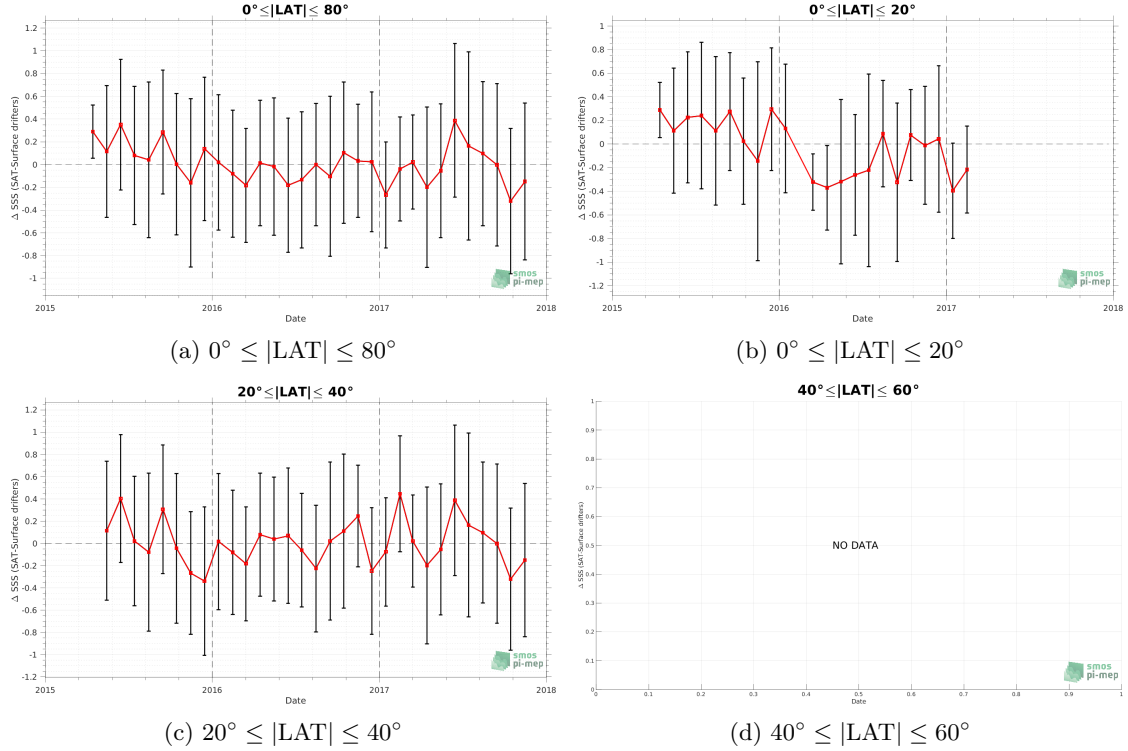 0°≤|LAT|≤ 80°
Δ SSS (SAT-Surface drifters)
1.2
1
0.8
0.6
0.4
0.2
0
-0.2
-0.4
-0.6
-0.8
-1
smos
pi-mep
2015 2016 2017 2018
Date
(a) 0° ≤ |LAT| ≤ 80°
0°≤|LAT|≤ 20°
Δ SSS (SAT-Surface drifters)
1
0.8
0.6
0.4
0.2
0
-0.2
-0.4
-0.6
-0.8
-1
-1.2
smos
pi-mep
2015 2016 2017 2018
Date
(b) 0° ≤ |LAT| ≤ 20°
20°≤|LAT|≤ 40°
Δ SSS (SAT-Surface drifters)
1.2
1
0.8
0.6
0.4
0.2
0
-0.2
-0.4
-0.6
-0.8
-1
-1.2
smos
pi-mep
2015 2016 2017 2018
Date
(c) 20° ≤ |LAT| ≤ 40°
40°≤|LAT|≤ 60°
Δ SSS (SAT-Surface drifters)
1
0.9
0.8
0.7
0.6
0.5
0.4
0.3
0.2
0.1
0
NO DATA
smos
pi-mep
0 0.1 0.2 0.3 0.4 0.5 0.6 0.7 0.8 0.9 1
Date
(d) 40° ≤ |LAT| ≤ 60°